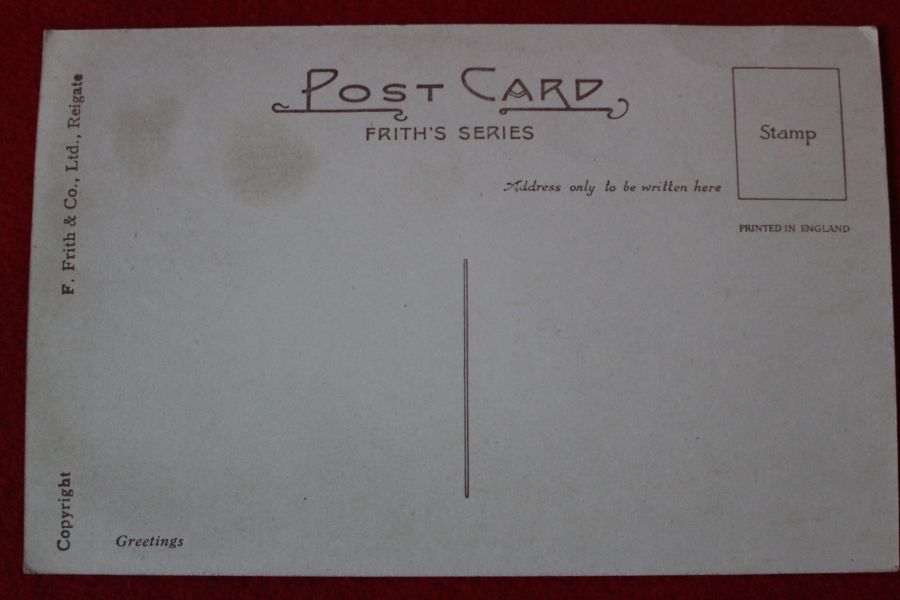 POST CARD
FRITH'S SERIES
Stamp
Address only to be written here
PRINTED IN ENGLAND
F. Frith & Co., Ltd., Reigate
Copyright
Greetings